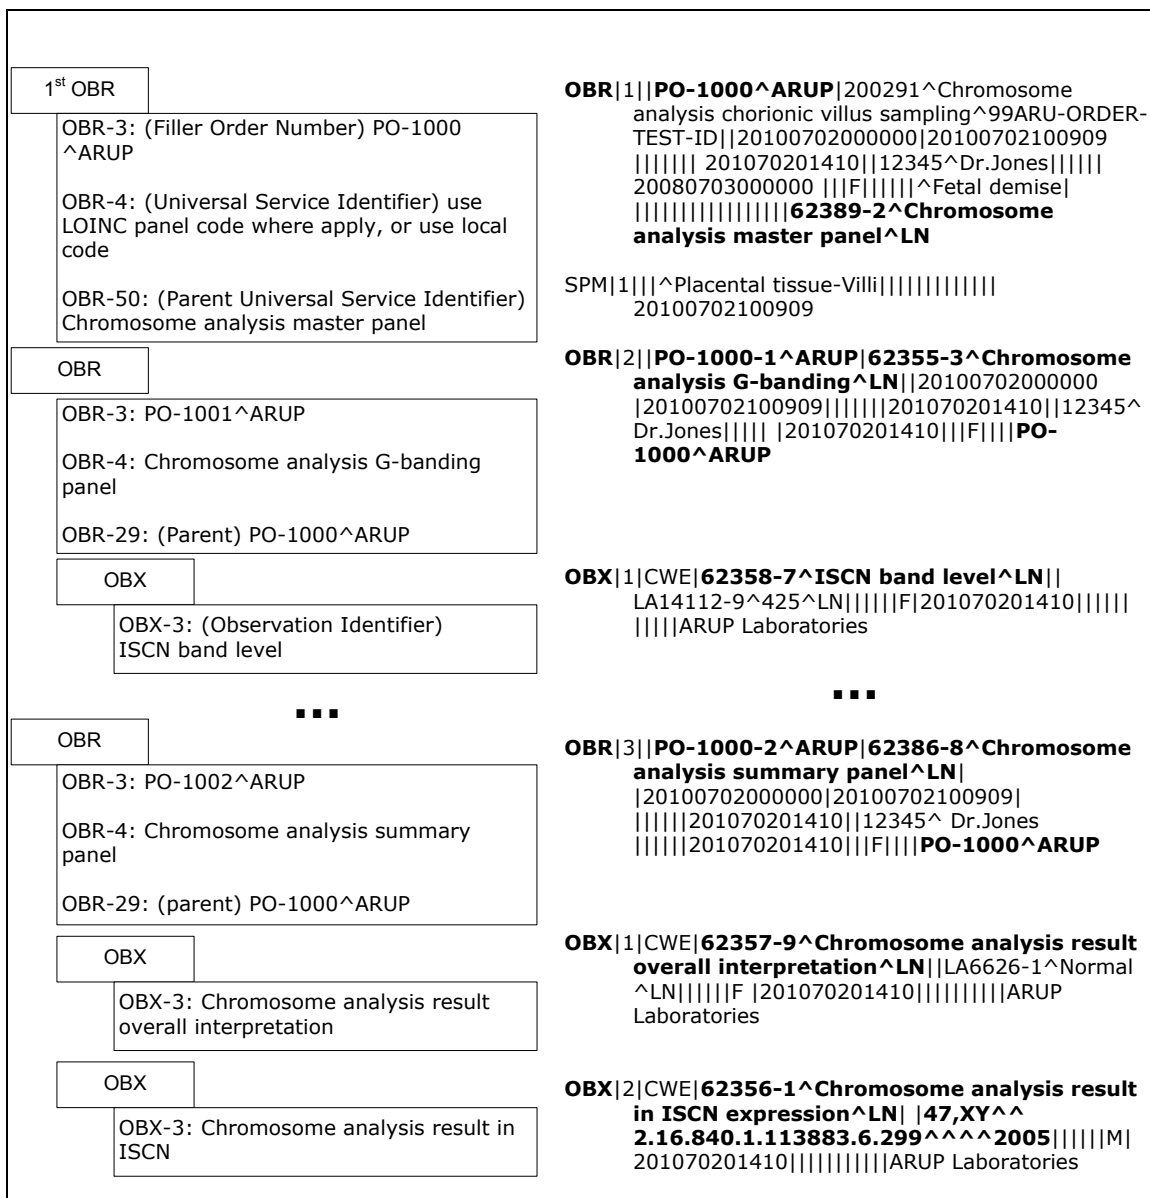 1st OBR
OBR-3: (Filler Order Number) PO-1000
^ARUP
OBR-4: (Universal Service Identifier) use
LOINC panel code where apply, or use local
code
OBR-50: (Parent Universal Service Identifier)
Chromosome analysis master panel
OBR|1||PO-1000^ARUP|200291^Chromosome
analysis chorionic villus sampling^99ARU-ORDER-
TEST-ID||20100702000000|20100702100909
||||||| 201070201410||12345^Dr.Jones||||||
20080703000000 |||F||||||^Fetal demise|
||||||||||||||||||62389-2^Chromosome
analysis master panel^LN
SPM|1|||^Placental tissue-Villi|||||||||||||
20100702100909
OBR
OBR-3: PO-1001^ARUP
OBR-4: Chromosome analysis G-banding
panel
OBR-29: (Parent) PO-1000^ARUP
OBR|2||PO-1000-1^ARUP|62355-3^Chromosome
analysis G-banding^LN||20100702000000
|20100702100909|||||||201070201410||12345^
Dr.Jones||||| |201070201410|||F||||PO-
1000^ARUP
OBX
OBX-3: (Observation Identifier)
ISCN band level
OBX|1|CWE|62358-7^ISCN band level^LN||
LA14112-9^425^LN||||||F|201070201410||||||
|||||ARUP Laboratories
...
...
OBR
OBR-3: PO-1002^ARUP
OBR-4: Chromosome analysis summary
panel
OBR-29: (parent) PO-1000^ARUP
OBR|3||PO-1000-2^ARUP|62386-8^Chromosome
analysis summary panel^LN|
|20100702000000|20100702100909|
||||||201070201410||12345^ Dr.Jones
||||||201070201410|||F||||PO-1000^ARUP
OBX
OBX-3: Chromosome analysis result
overall interpretation
OBX|1|CWE|62357-9^Chromosome analysis result
overall interpretation^LN||LA6626-1^Normal
^LN||||||F |201070201410||||||||||ARUP
Laboratories
OBX
OBX-3: Chromosome analysis result in
ISCN
OBX|2|CWE|62356-1^Chromosome analysis result
in ISCN expression^LN| |47,XY^^
2.16.840.1.113883.6.299^^^^2005||||||M|
201070201410|||||||||||ARUP Laboratories